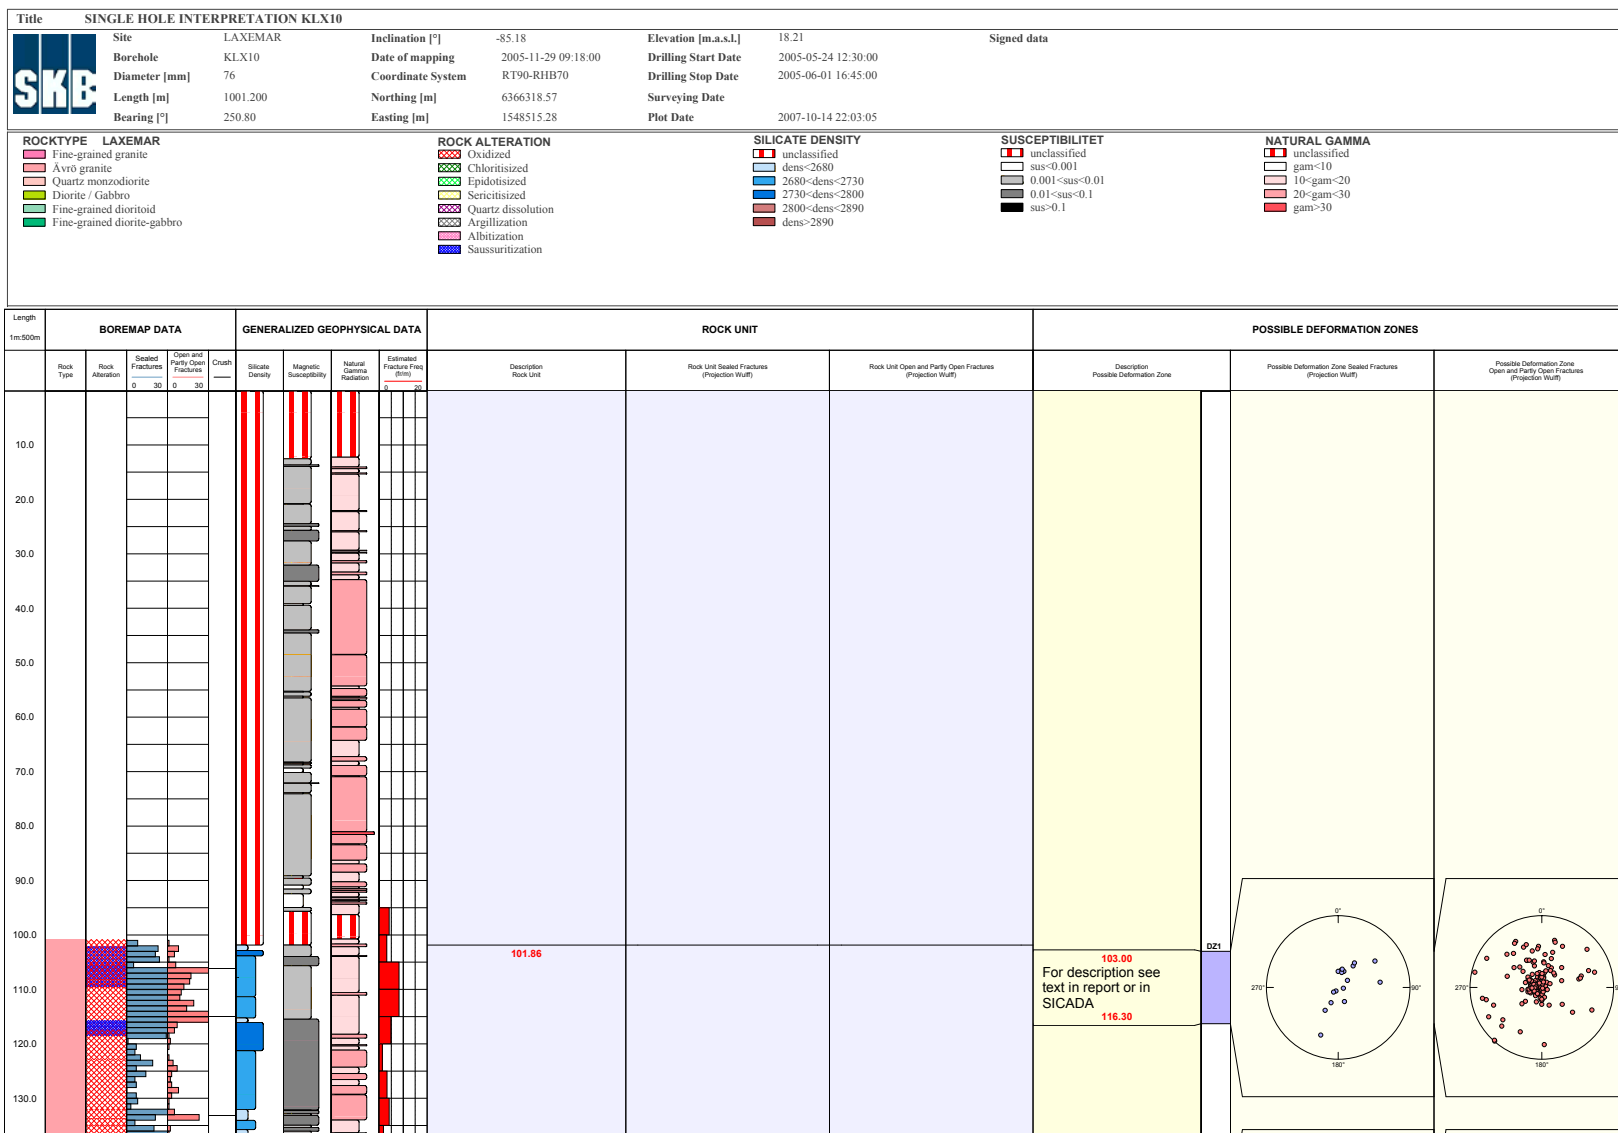 Title SINGLE HOLE INTERPRETATION KLX10
SKB
Site LAXEMAR Inclination [°] -85.18 Elevation [m.a.s.l.] 18.21 Signed data
Borehole KLX10 Date of mapping 2005-11-29 09:18:00 Drilling Start Date 2005-05-24 12:30:00
Diameter [mm] 76 Coordinate System RT90-RHB70 Drilling Stop Date 2005-06-01 16:45:00
Length [m] 1001.200 Northing [m] 6366318.57 Surveying Date
Bearing [°] 250.80 Easting [m] 1548515.28 Plot Date 2007-10-14 22:03:05
ROCKTYPE LAXEMAR
Fine-grained granite
Ävrö granite
Quartz monzodiorite
Diorite / Gabbro
Fine-grained dioritoid
Fine-grained diorite-gabbro
ROCK ALTERATION
Oxidized
Chloritisized
Epidotisized
Sericitisized
Quartz dissolution
Argillization
Albitization
Saussuritization
SILICATE DENSITY
unclassified
dens<2680
2680<dens<2730
2730<dens<2800
2800<dens<2890
dens>2890
SUSCEPTIBILITET
unclassified
sus<0.001
0.001<sus<0.01
0.01<sus<0.1
sus>0.1
NATURAL GAMMA
unclassified
gam<10
10<gam<20
20<gam<30
gam>30
Length
1m:500m
BOREMAP DATA
GENERALIZED GEOPHYSICAL DATA
ROCK UNIT
POSSIBLE DEFORMATION ZONES
Rock
Type
Rock
Alteration
Sealed
Fractures
0 30
Open and
Partly Open
Fractures
0 30
Crush
Silicate
Density
Magnetic
Susceptibility
Natural
Gamma
Radiation
Estimated
Fracture Freq
(fr/m)
0 20
Description
Rock Unit
Rock Unit Sealed Fractures
(Projection Wulff)
Rock Unit Open and Partly Open Fractures
(Projection Wulff)
Description
Possible Deformation Zone
Possible Deformation Zone Sealed Fractures
(Projection Wulff)
Possible Deformation Zone
Open and Partly Open Fractures
(Projection Wulff)
10.0
20.0
30.0
40.0
50.0
60.0
70.0
80.0
90.0
100.0
110.0
120.0
130.0
101.86
103.00
For description see
text in report or in
SICADA
116.30
DZ1
0°
270°
90°
180°
0°
270°
9
180°